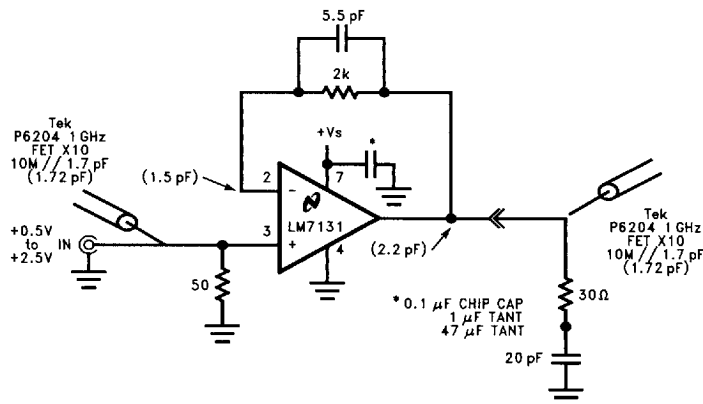 5.5 pF
2k
+Vs
*
Tek
P6204 1 GHz
FET X10
10M // 1.7 pF
(1.72 pF)
(1.5 pF)
2
7
-
LM7131
3
+
4
+0.5V
to
+2.5V
IN
50
(2.2 pF)
Tek
P6204 1 GHz
FET X10
10M // 1.7 pF
(1.72 pF)
* 0.1 µF CHIP CAP
1 µF TANT
47 µF TANT
30Ω
20 pF